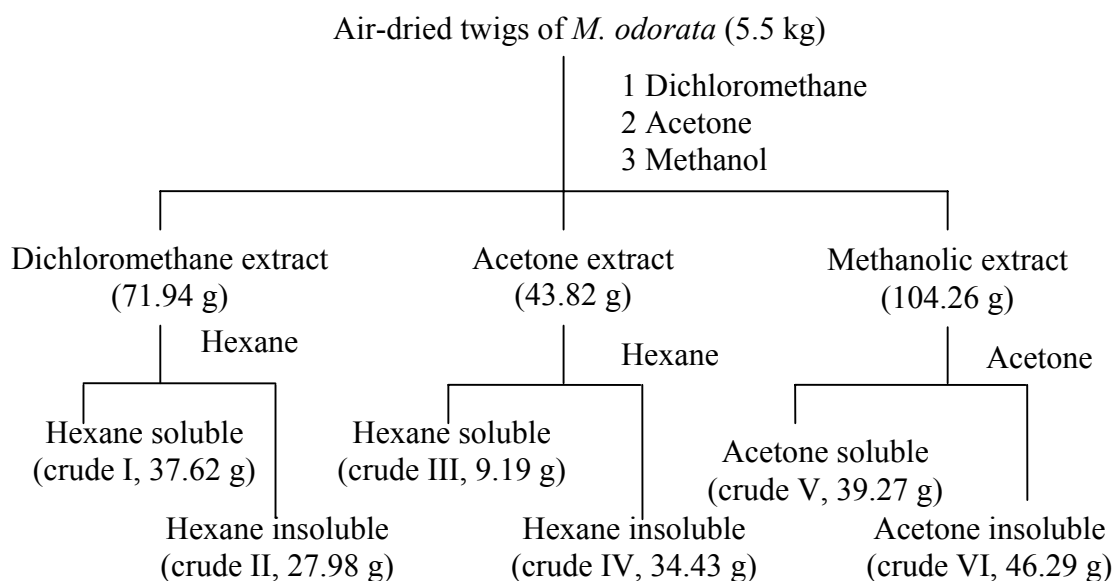 Air-dried twigs of M. odorata (5.5 kg)
1 Dichloromethane
2 Acetone
3 Methanol
Dichloromethane extract
(71.94 g)
Acetone extract
(43.82 g)
Methanolic extract
(104.26 g)
Hexane
Hexane
Acetone
Hexane soluble
(crude I, 37.62 g)
Hexane insoluble
(crude II, 27.98 g)
Hexane soluble
(crude III, 9.19 g)
Hexane insoluble
(crude IV, 34.43 g)
Acetone soluble
(crude V, 39.27 g)
Acetone insoluble
(crude VI, 46.29 g)